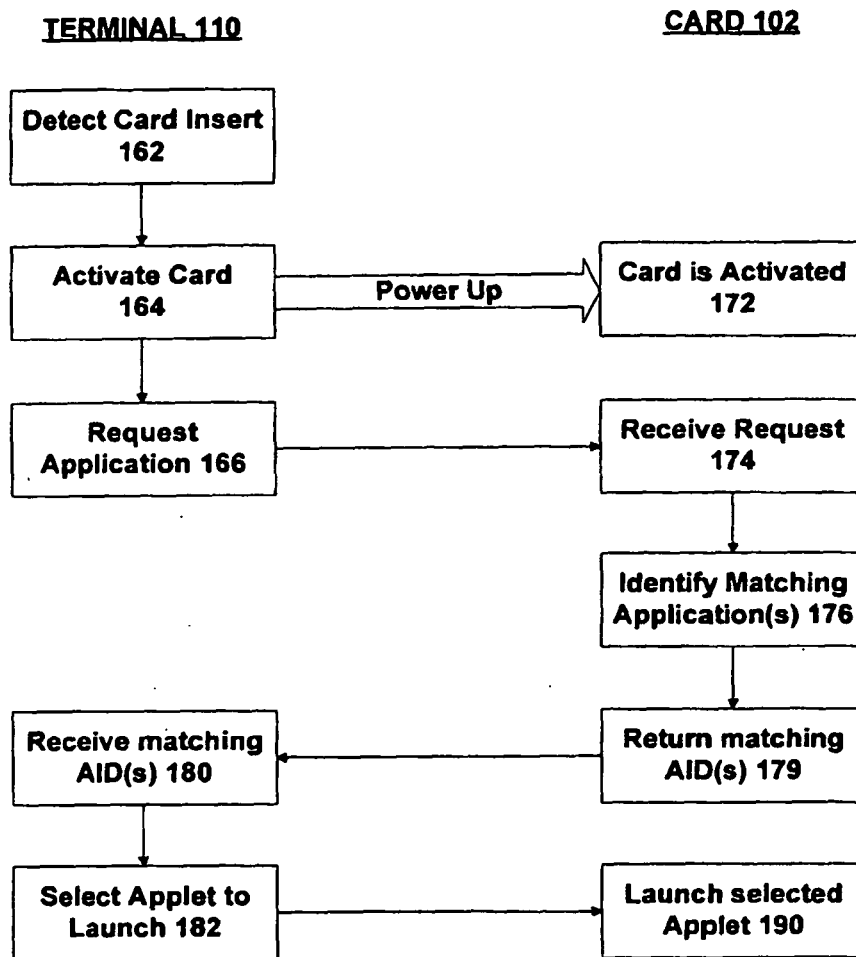 TERMINAL 110
CARD 102
Detect Card Insert
162
Activate Card
164
Power Up
Card is Activated
172
Request
Application 166
Receive Request
174
Identify Matching
Application(s) 176
Receive matching
AID(s) 180
Return matching
AID(s) 179
Select Applet to
Launch 182
Launch selected
Applet 190